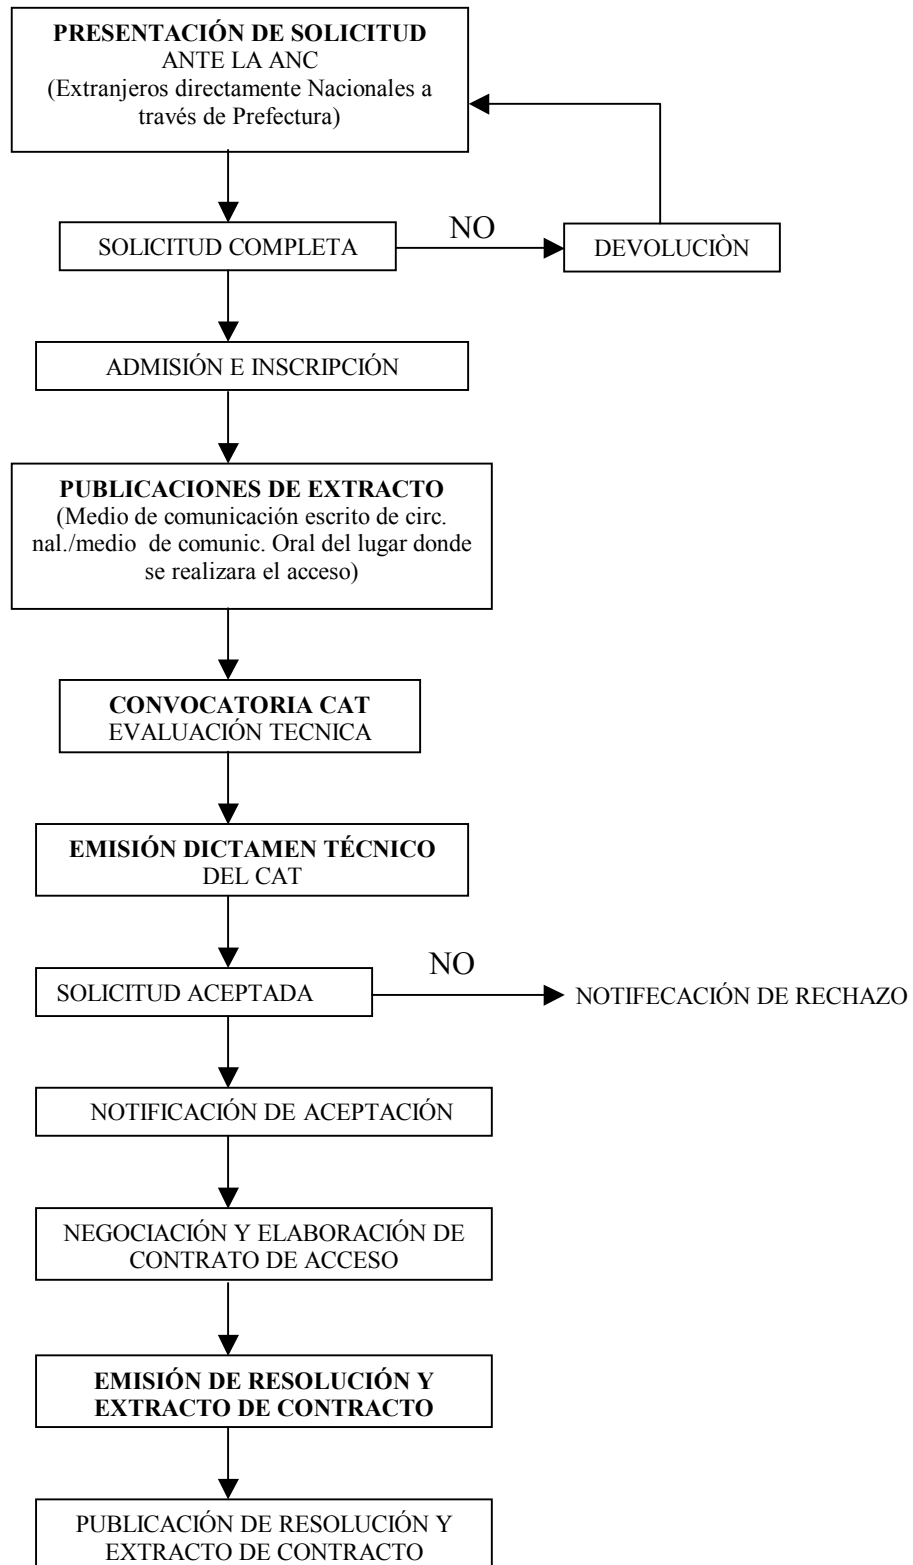 PRESENTACIÓN DE SOLICITUD
ANTE LA ANC
(Extranjeros directamente Nacionales a
través de Prefectura)
SOLICITUD COMPLETA
NO
DEVOLUCIÒN
ADMISIÓN E INSCRIPCIÓN
PUBLICACIONES DE EXTRACTO
(Medio de comunicación escrito de circ.
nal./medio de comunic. Oral del lugar donde
se realizara el acceso)
CONVOCATORIA CAT
EVALUACIÓN TECNICA
EMISIÓN DICTAMEN TÉCNICO
DEL CAT
SOLICITUD ACEPTADA
NO
NOTIFECACIÓN DE RECHAZO
NOTIFICACIÓN DE ACEPTACIÓN
NEGOCIACIÓN Y ELABORACIÓN DE
CONTRATO DE ACCESO
EMISIÓN DE RESOLUCIÓN Y
EXTRACTO DE CONTRACTO
PUBLICACIÓN DE RESOLUCIÓN Y
EXTRACTO DE CONTRACTO